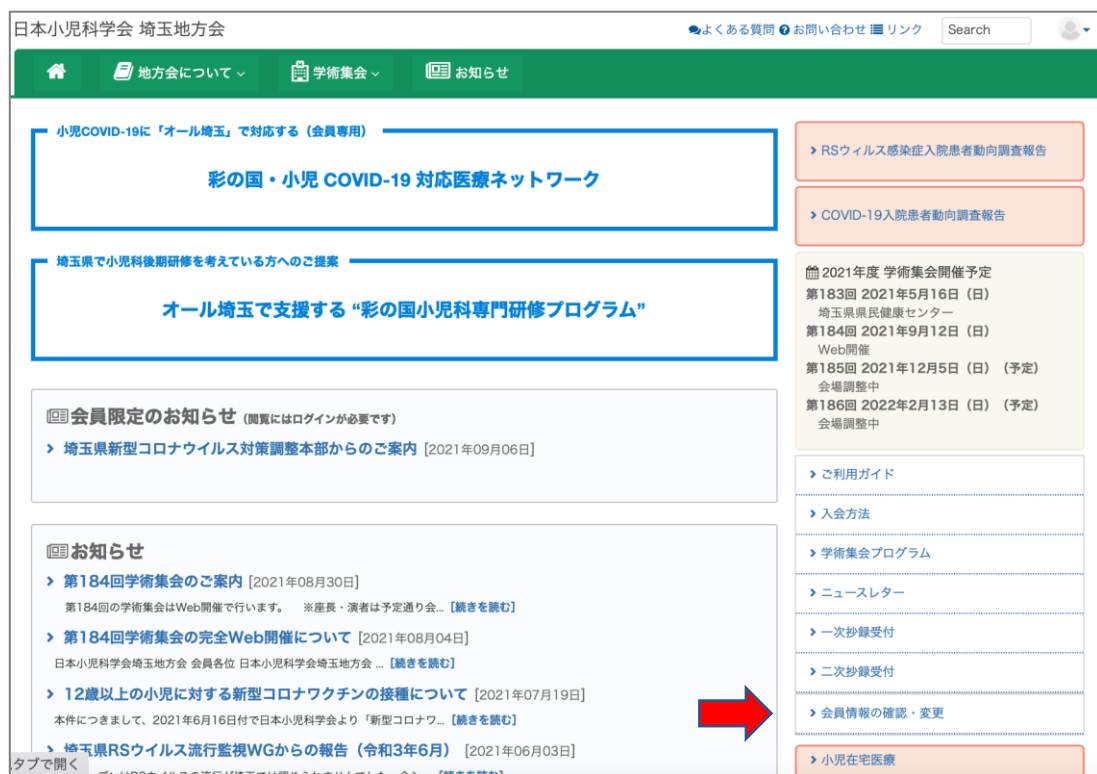 日本小児科学会 埼玉地方会
よくある質問 お問い合わせ リンク Search
地方会について 学術集会 お知らせ
小児COVID-19に「オール埼玉」で対応する（会員専用）
彩の国・小児 COVID-19 対応医療ネットワーク
埼玉県で小児科後期研修を考えている方へのご提案
オール埼玉で支援する “彩の国小児科専門研修プログラム”
会員限定のお知らせ (閲覧にはログインが必要です)
埼玉県新型コロナウイルス対策調整本部からのご案内 [2021年09月06日]
お知らせ
第184回学術集会のご案内 [2021年08月30日]
第184回の学術集会はWeb開催で行います。 ※座長・演者は予定通り会... [続きを読む]
第184回学術集会の完全Web開催について [2021年08月04日]
日本小児科学会埼玉地方会 会員各位 日本小児科学会埼玉地方会 ... [続きを読む]
12歳以上の小児に対する新型コロナワクチンの接種について [2021年07月19日]
本件につきまして、2021年6月16日付で日本小児科学会より「新型コロナワ... [続きを読む]
埼玉県RSウイルス流行監視WGからの報告（令和3年6月） [2021年06月03日]
タブで開く
RSウィルス感染症入院患者動向調査報告
COVID-19入院患者動向調査報告
2021年度 学術集会開催予定
第183回 2021年5月16日（日）
埼玉県県民健康センター
第184回 2021年9月12日（日）
Web開催
第185回 2021年12月5日（日）（予定）
会場調整中
第186回 2022年2月13日（日）（予定）
会場調整中
ご利用ガイド
入会方法
学術集会プログラム
ニュースレター
一次抄録受付
二次抄録受付
会員情報の確認・変更
小児在宅医療